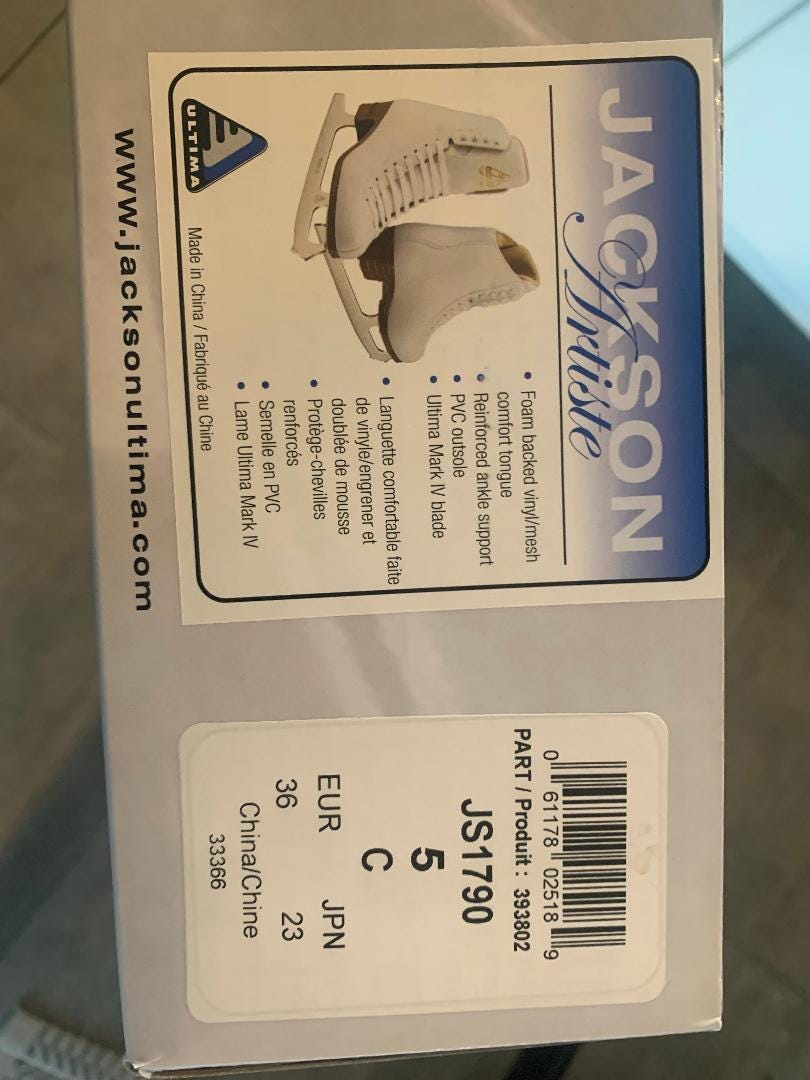 JACKSON
Artiste
• Foam backed vinyl/mesh
comfort tongue
• Reinforced ankle support
• PVC outsole
• Ultima Mark IV blade
• Languette comfortable faite
de vinyle/engrener et
doublée de mousse
• Protège-chevilles
renforcés
• Semelle en PVC
• Lame Ultima Mark IV
ULTIMA
Made in China / Fabriqué au Chine
www.jacksonultima.com
0 61178 02518 9
PART / Produit : 393802
JS1790
5
C
EUR JPN
36 23
China/Chine
33366